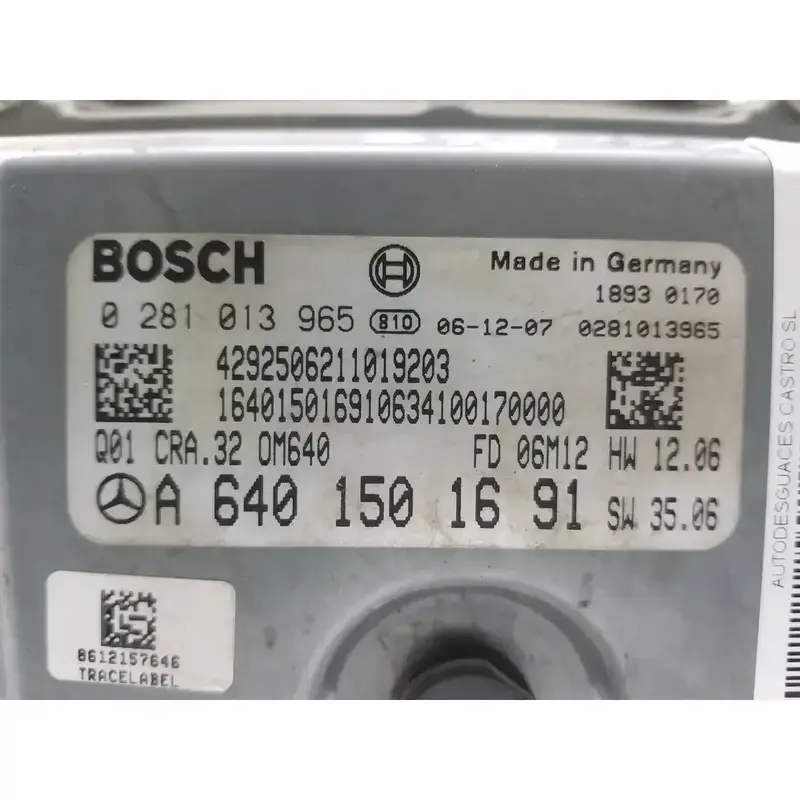 BOSCH
Made in Germany
1893 0170
0 281 013 965 810 06-12-07 0281013965
4292506211019203
164015016910634100170000
Q01 CRA.32 OM640 FD 06M12 HW 12.06
A 640 150 16 91 SW 35.06
8612157646
TRACELABEL
AUTODESGUACES CASTRO SL